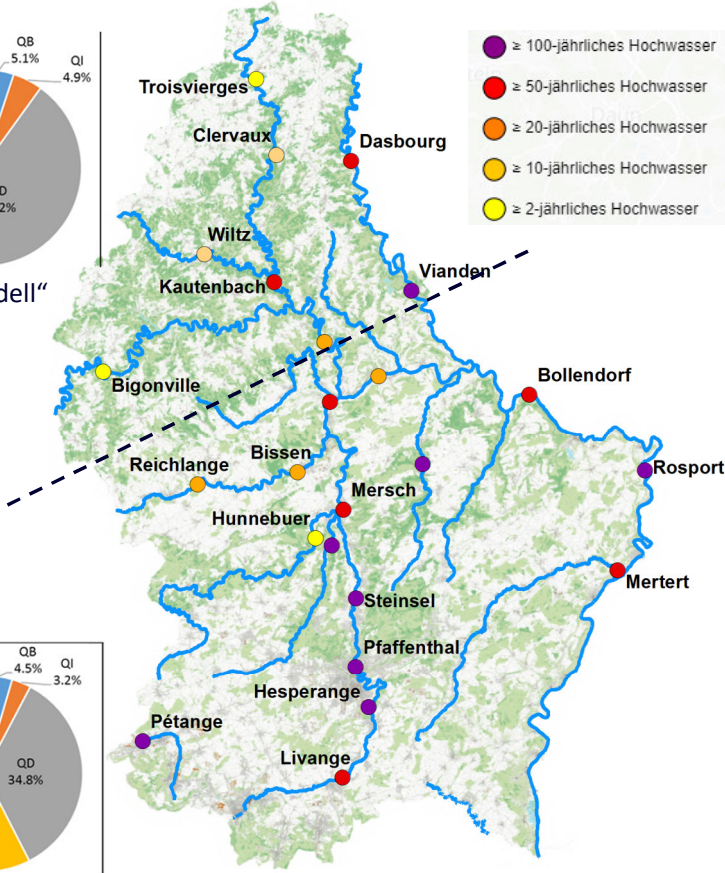 QB
5.1%
QI
4.9%
D
2%
dell“
≥ 100-jährliches Hochwasser
≥ 50-jährliches Hochwasser
≥ 20-jährliches Hochwasser
≥ 10-jährliches Hochwasser
≥ 2-jährliches Hochwasser
Troisvierges
Clervaux
Dasbourg
Wiltz
Kautenbach
Vianden
Bigonville
Bollendorf
Reichlange
Bissen
Rosport
Mersch
Hunnebuer
Mertert
Steinsel
Pfaffenthal
Hesperange
Pétange
Livange
QB
4.5%
QI
3.2%
QD
34.8%